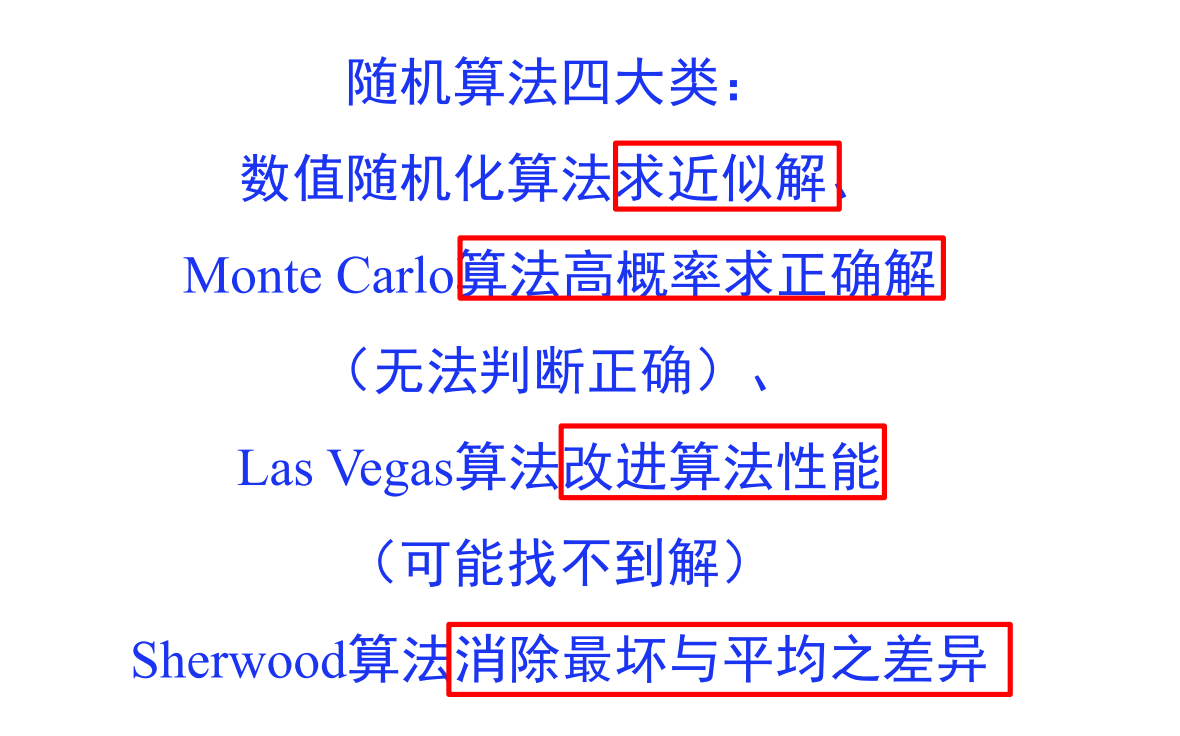 随机算法四大类：
数值随机化算法求近似解、
Monte Carlo算法高概率求正确解
（无法判断正确）、
Las Vegas算法改进算法性能
（可能找不到解）
Sherwood算法消除最坏与平均之差异